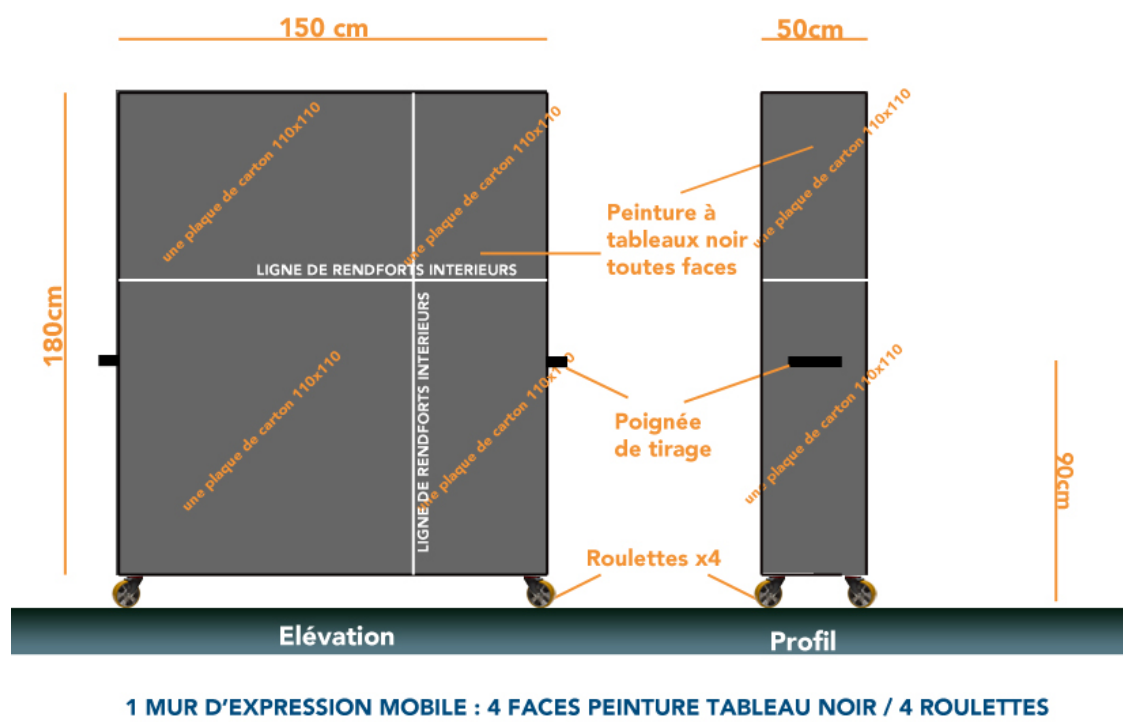 150 cm
50cm
une plaque de carton 110x110
une plaque de carton 110x110
une plaque de carton 110x110
Peinture à
tableaux noir
toutes faces
LIGNE DE RENDFORTS INTERIEURS
180cm
LIGNE DE RENDFORTS INTERIEURS
une plaque de carton 110x110
une plaque de carton 110x110
une plaque de carton 110x110
Poignée
de tirage
90cm
Roulettes x4
Elévation
Profil
1 MUR D'EXPRESSION MOBILE : 4 FACES PEINTURE TABLEAU NOIR / 4 ROULETTES